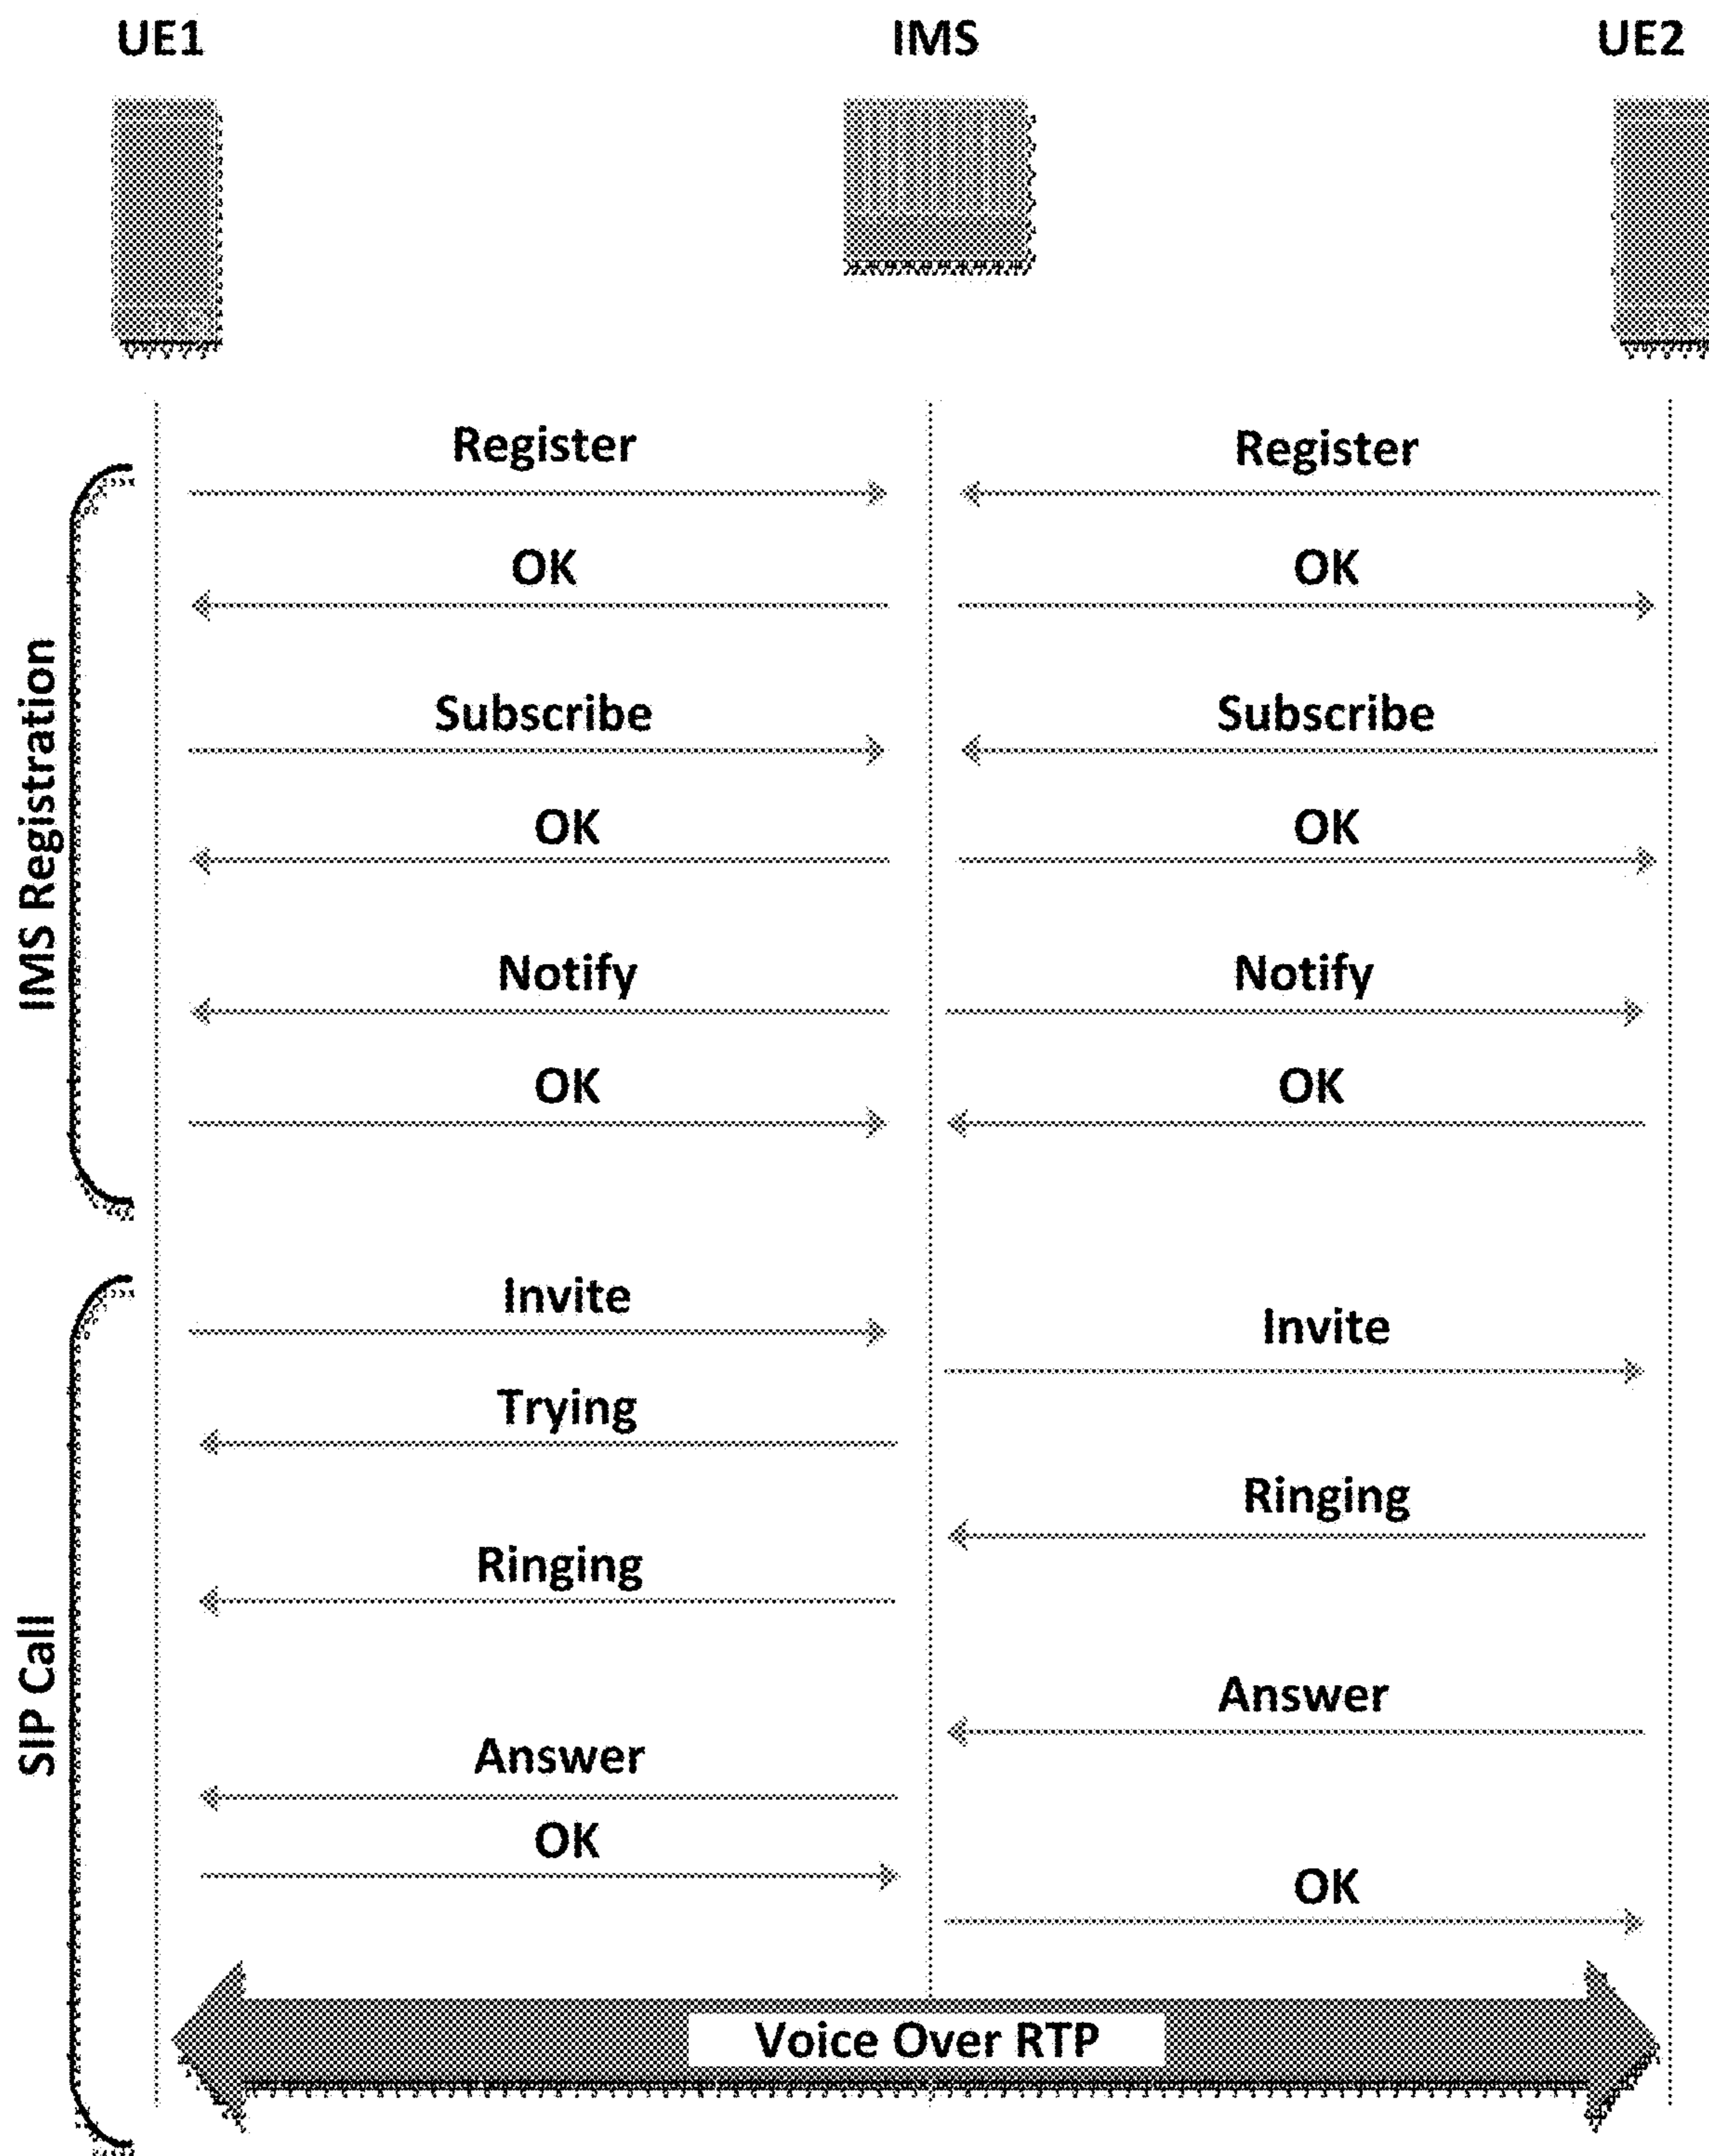 UE1
IMS
UE2
Register
Register
OK
OK
Subscribe
Subscribe
OK
OK
Notify
Notify
OK
OK
IMS Registration
Invite
Invite
Trying
Ringing
Ringing
Answer
Answer
OK
OK
SIP Call
Voice Over RTP